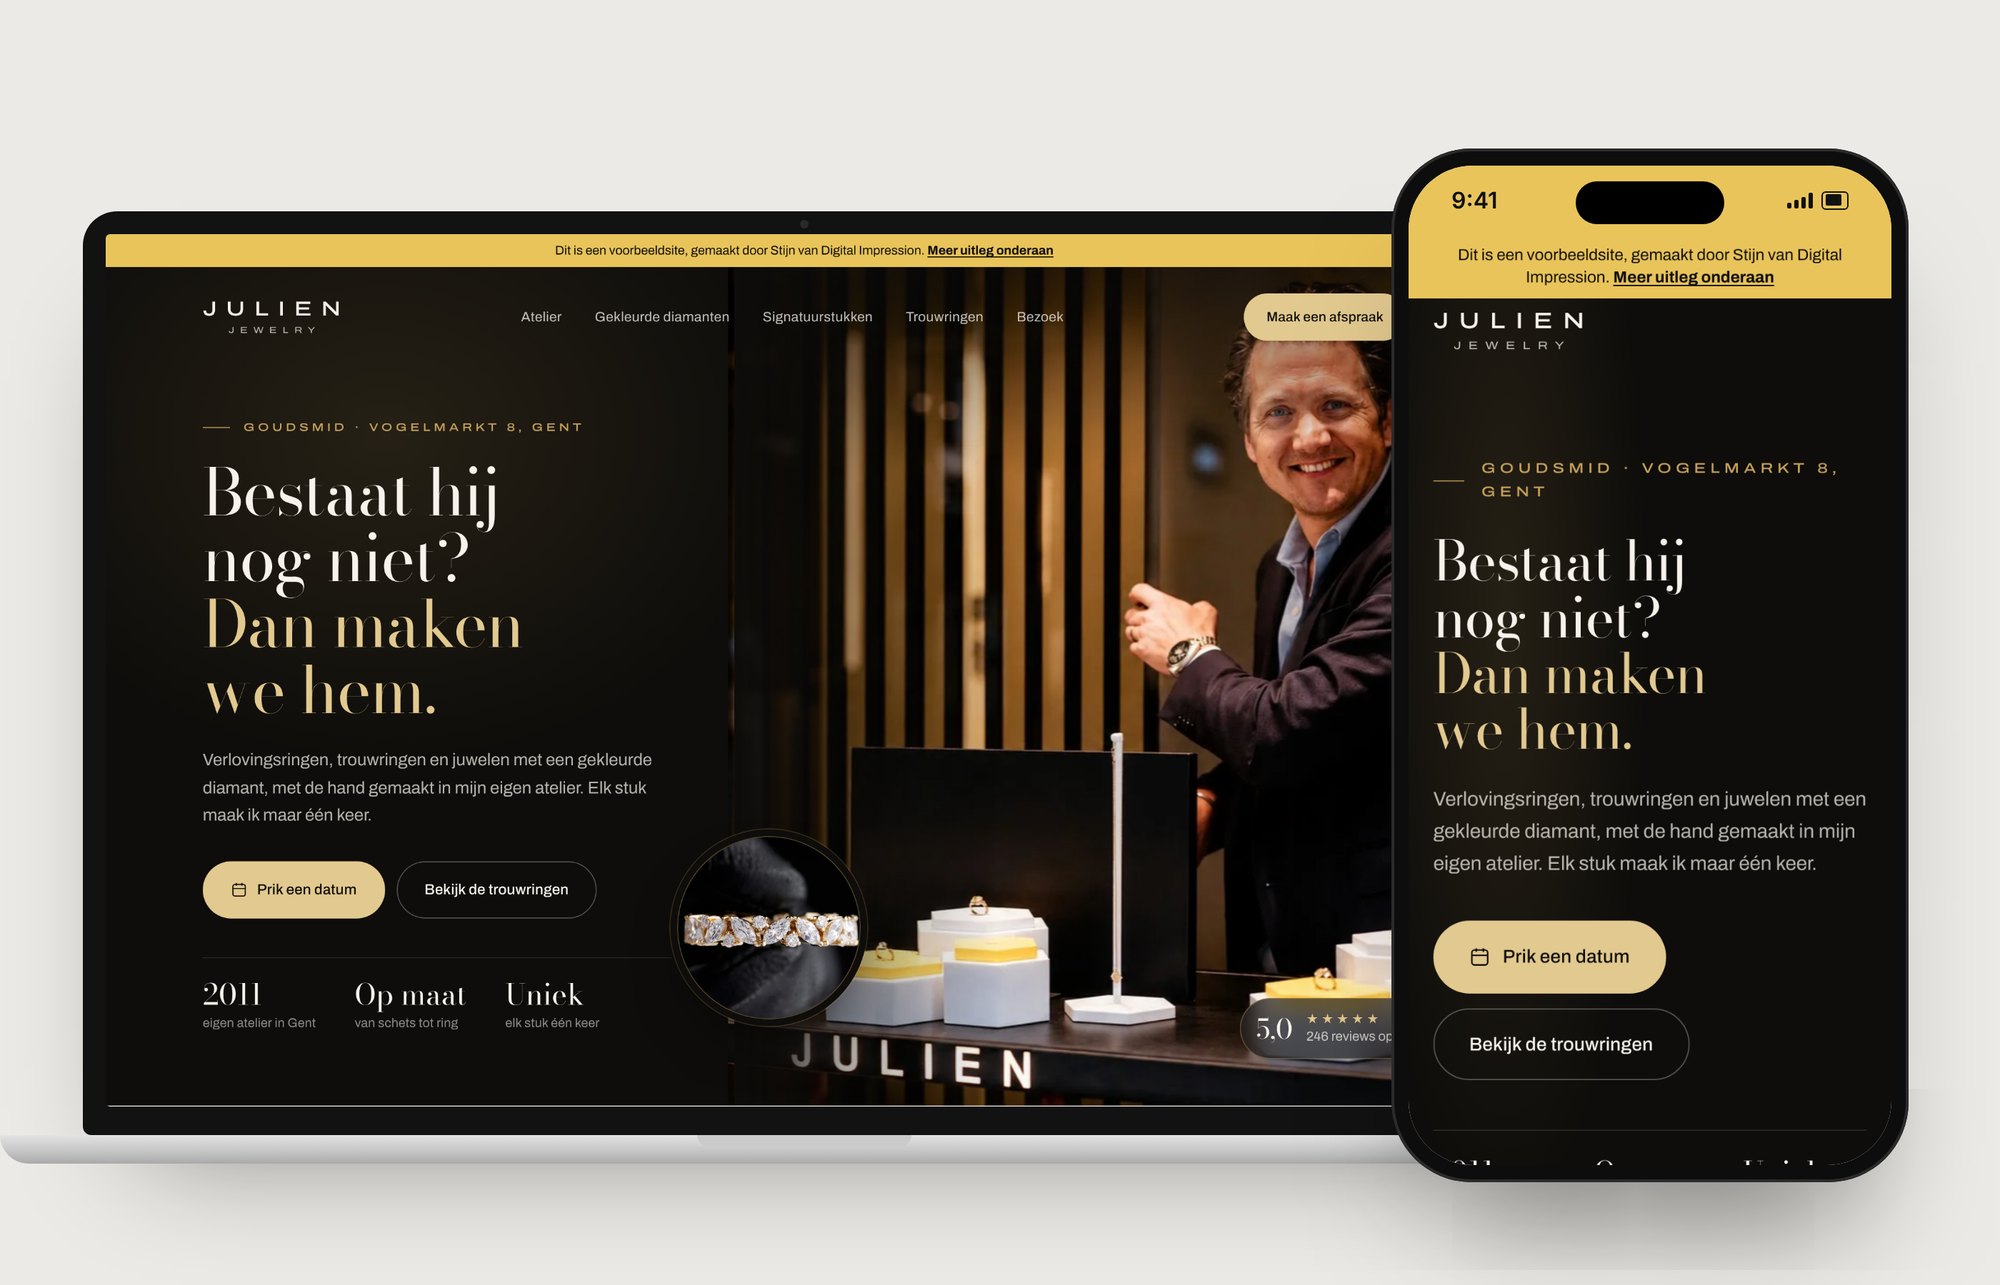 Dit is een voorbeeldsite, gemaakt door Stijn van Digital Impression. Meer uitleg onderaan
JULIEN
JEWELRY
Atelier
Gekleurde diamanten
Signatuurstukken
Trouwringen
Bezoek
Maak een afspraak
GOUDSMID · VOGELMARKT 8, GENT
Bestaat hij
nog niet?
Dan maken
we hem.
Verlovingsringen, trouwringen en juwelen met een gekleurde
diamant, met de hand gemaakt in mijn eigen atelier. Elk stuk
maak ik maar één keer.
Prik een datum
Bekijk de trouwringen
2011
eigen atelier in Gent
Op maat
van schets tot ring
Uniek
elk stuk één keer
JULIEN
5,0
★★★★★
246 reviews op
9:41
Dit is een voorbeeldsite, gemaakt door Stijn van Digital
Impression. Meer uitleg onderaan
JULIEN
JEWELRY
GOUDSMID · VOGELMARKT 8,
GENT
Bestaat hij
nog niet?
Dan maken
we hem.
Verlovingsringen, trouwringen en juwelen met een
gekleurde diamant, met de hand gemaakt in mijn
eigen atelier. Elk stuk maak ik maar één keer.
Prik een datum
Bekijk de trouwringen